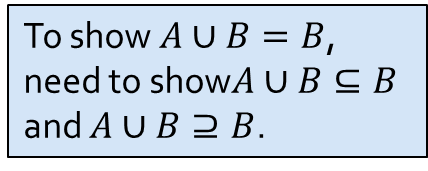 To show A ∪ B = B,
need to showA ∪ B ⊆ B
and A ∪ B ⊇ B.